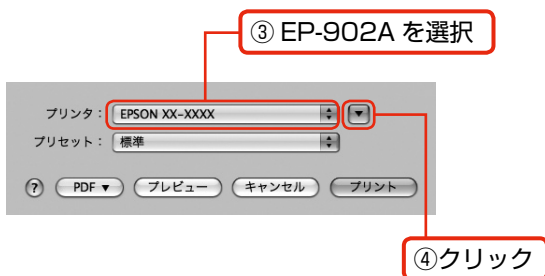 ③ EP-902A を選択
プリンタ： EPSON XX-XXXX
プリセット： 標準
? PDF ▼ プレビュー キャンセル プリント
④クリック